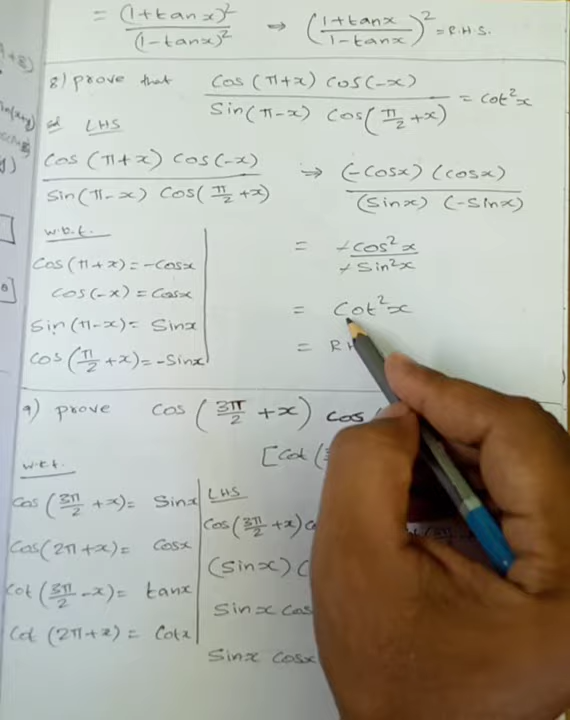 = (1+tanx)² / (1-tanx)² ⇒ ((1+tanx) / (1-tanx))² = R.H.S.
8) prove that cos(π+x) cos(-x) / sin(π-x) cos(π/2+x) = cot²x
LHS
cos(π+x) cos(-x) / sin(π-x) cos(π/2+x) ⇒ (-cosx)(cosx) / (sinx)(-sinx)
w.k.t.
= -cos²x / -sin²x
cos(π+x)=-cosx
cos(-x)=cosx
= cot²x
sin(π-x)= sinx
= R
cos(π/2+x)=-sinx
9) prove cos(3π/2+x) cos
[cot(
w.k.t.
cos(3π/2+x)= sinx
cos(2π+x)= cosx
cot(3π/2-x)= tanx
cot(2π+x)= cotx
LHS
cos(3π/2+x)
(sinx)(
sinx cos
sinx cosx